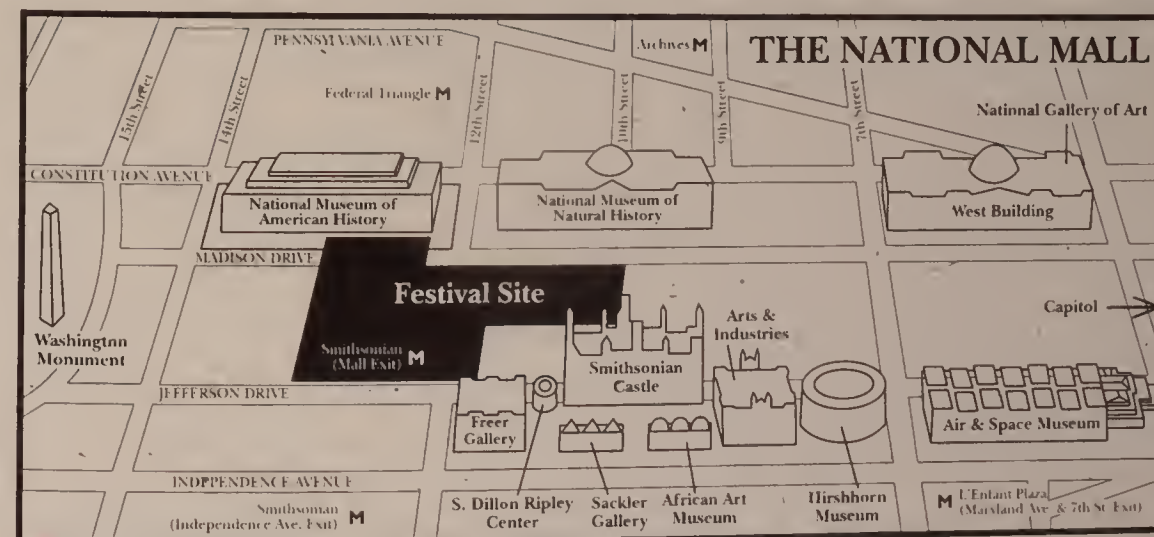 THE NATIONAL MALL
PENNSYLVANIA AVENUE
Archives M
Federal Triangle M
15th Street
14th Street
12th Street
10th Street
9th Street
7th Street
National Gallery of Art
CONSTITUTION AVENUE
National Museum of
American History
National Museum of
Natural History
West Building
MADISON DRIVE
Festival Site
Washington
Monument
Smithsonian
(Mall Exit) M
Smithsonian
Castle
Arts &
Industries
Capitol
JEFFERSON DRIVE
Freer
Gallery
Air & Space Museum
INDEPENDENCE AVENUE
Smithsonian
(Independence Ave. Exit) M
S. Dillon Ripley
Center
Sackler
Gallery
African Art
Museum
Hirshhorn
Museum
M L'Enfant Plaza
(Maryland Ave. & 7th St. Exit)